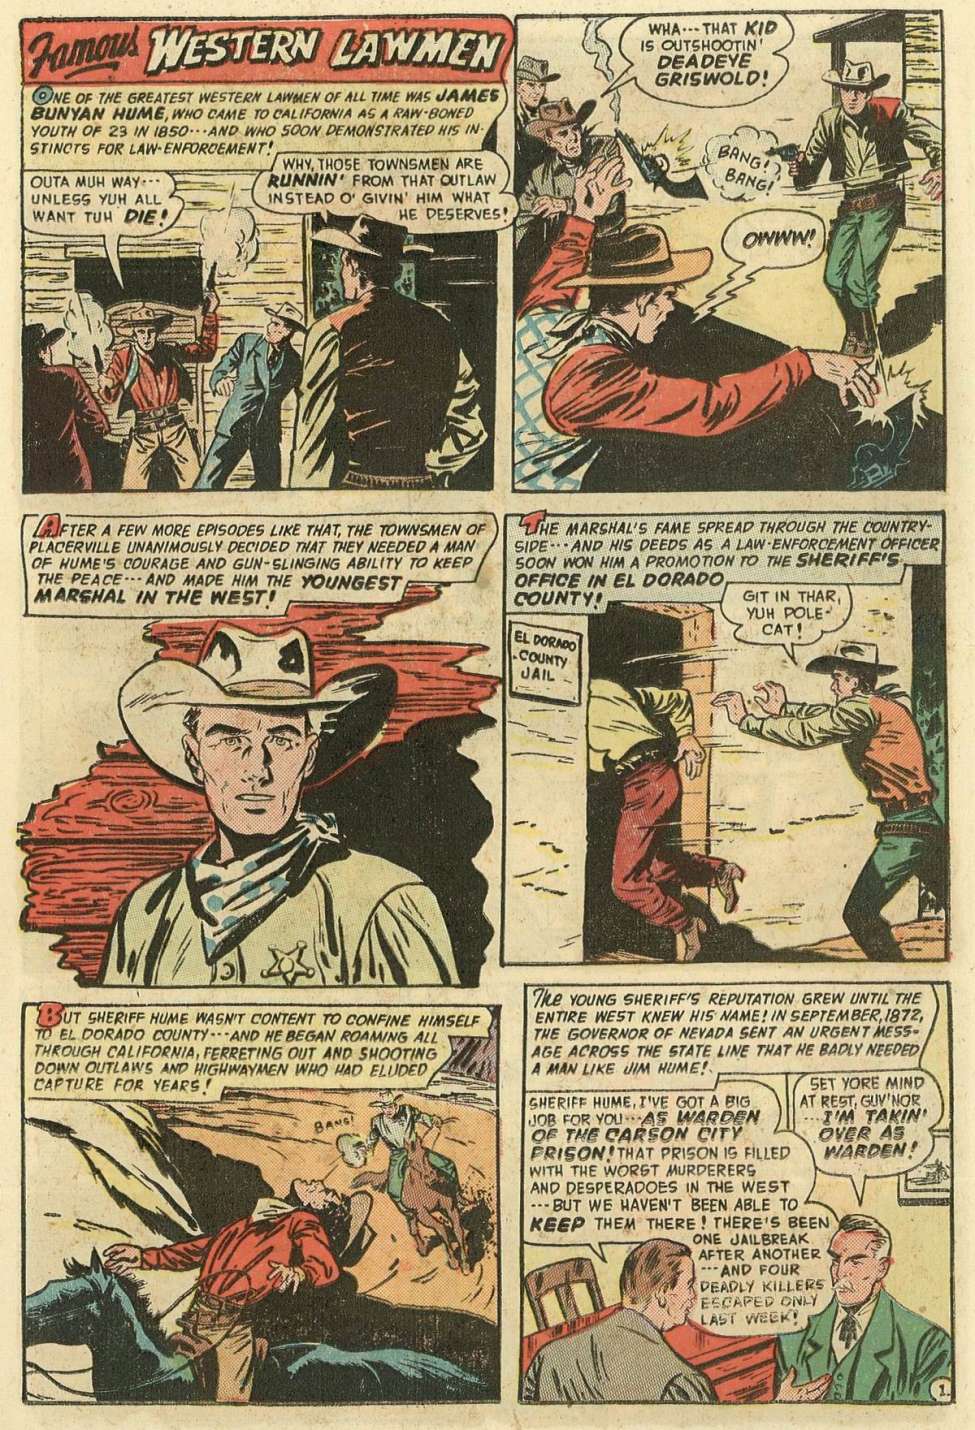 Famous WESTERN LAWMEN
ONE OF THE GREATEST WESTERN LAWMEN OF ALL TIME WAS JAMES
BUNYAN HUME, WHO CAME TO CALIFORNIA AS A RAW-BONED
YOUTH OF 23 IN 1850---AND WHO SOON DEMONSTRATED HIS IN-
STINCTS FOR LAW-ENFORCEMENT!
OUTA MUH WAY---
UNLESS YUH ALL
WANT TUH DIE!
WHY, THOSE TOWNSMEN ARE
RUNNIN' FROM THAT OUTLAW
INSTEAD O' GIVIN' HIM WHAT
HE DESERVES!
WHA---THAT KID
IS OUTSHOOTIN'
DEADEYE
GRISWOLD!
BANG!
BANG!
OWWW!
AFTER A FEW MORE EPISODES LIKE THAT, THE TOWNSMEN OF
PLACERVILLE UNANIMOUSLY DECIDED THAT THEY NEEDED A MAN
OF HUME'S COURAGE AND GUN-SLINGING ABILITY TO KEEP
THE PEACE---AND MADE HIM THE YOUNGEST
MARSHAL IN THE WEST!
THE MARSHAL'S FAME SPREAD THROUGH THE COUNTRY-
SIDE---AND HIS DEEDS AS A LAW-ENFORCEMENT OFFICER
SOON WON HIM A PROMOTION TO THE SHERIFF'S
OFFICE IN EL DORADO
COUNTY!
GIT IN THAR,
YUH POLE-
CAT!
EL DORADO
COUNTY
JAIL
BUT SHERIFF HUME WASN'T CONTENT TO CONFINE HIMSELF
TO EL DORADO COUNTY---AND HE BEGAN ROAMING ALL
THROUGH CALIFORNIA, FERRETING OUT AND SHOOTING
DOWN OUTLAWS AND HIGHWAYMEN WHO HAD ELUDED
CAPTURE FOR YEARS!
BANG!
THE YOUNG SHERIFF'S REPUTATION GREW UNTIL THE
ENTIRE WEST KNEW HIS NAME! IN SEPTEMBER, 1872,
THE GOVERNOR OF NEVADA SENT AN URGENT MESS-
AGE ACROSS THE STATE LINE THAT HE BADLY NEEDED
A MAN LIKE JIM HUME!
SHERIFF HUME, I'VE GOT A BIG
JOB FOR YOU---AS WARDEN
OF THE CARSON CITY
PRISON! THAT PRISON IS FILLED
WITH THE WORST MURDERERS
AND DESPERADOES IN THE WEST
---BUT WE HAVEN'T BEEN ABLE TO
KEEP THEM THERE! THERE'S BEEN
ONE JAILBREAK
AFTER ANOTHER
---AND FOUR
DEADLY KILLERS
ESCAPED ONLY
LAST WEEK!
SET YORE MIND
AT REST, GUV'NOR
---I'M TAKIN'
OVER AS
WARDEN!
1